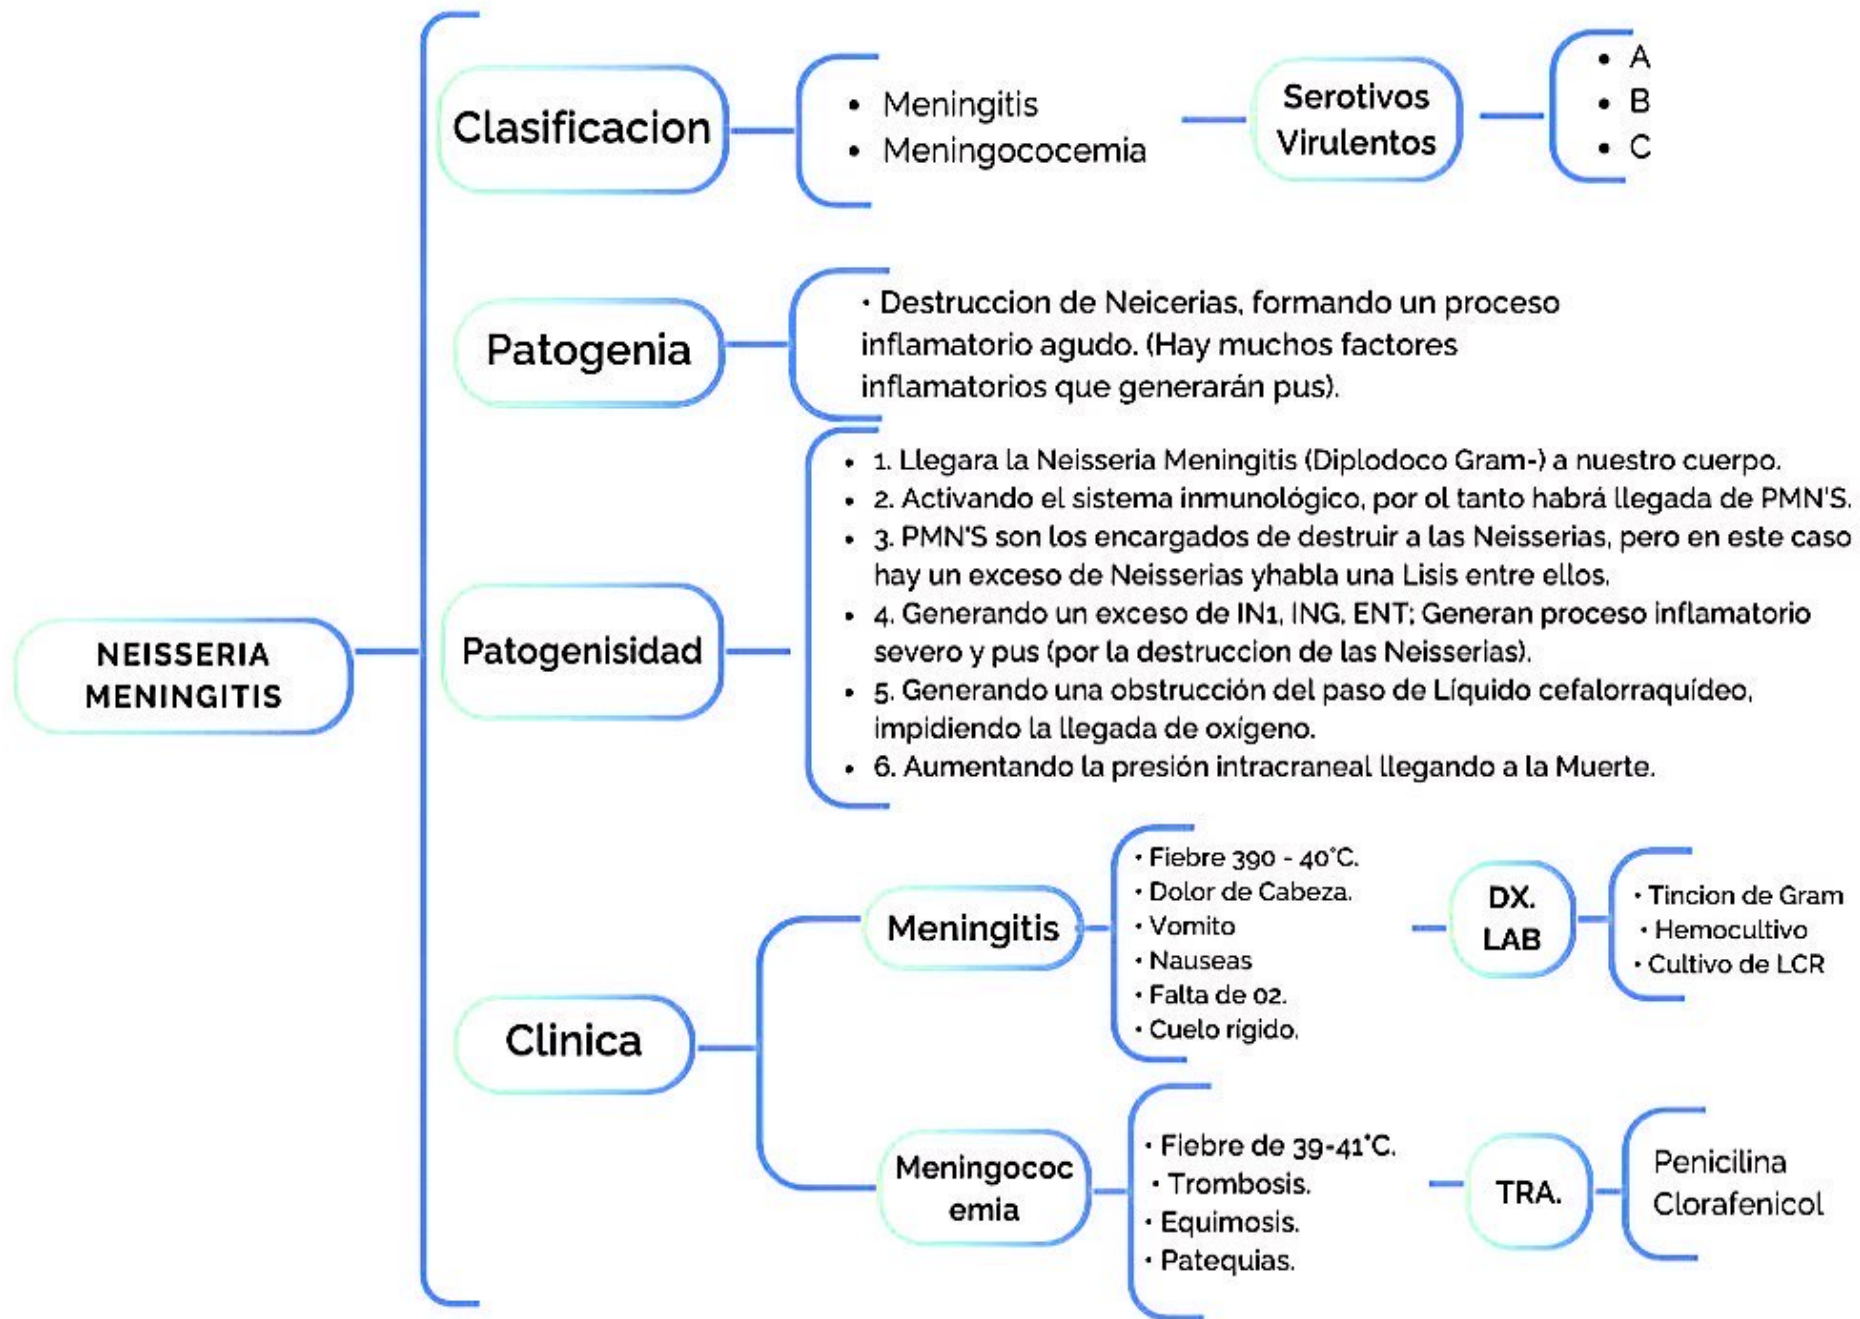 NEISSERIA
MENINGITIS
Clasificacion
• Meningitis
• Meningococemia
Serotivos
Virulentos
• A
• B
• C
Patogenia
• Destruccion de Neicerias, formando un proceso
inflamatorio agudo. (Hay muchos factores
inflamatorios que generarán pus).
Patogenisidad
• 1. Llegara la Neisseria Meningitis (Diplodoco Gram-) a nuestro cuerpo.
• 2. Activando el sistema inmunológico, por ol tanto habrá llegada de PMN'S.
• 3. PMN'S son los encargados de destruir a las Neisserias, pero en este caso
hay un exceso de Neisserias yhabla una Lisis entre ellos.
• 4. Generando un exceso de IN1, ING, ENT; Generan proceso inflamatorio
severo y pus (por la destruccion de las Neisserias).
• 5. Generando una obstrucción del paso de Líquido cefalorraquídeo,
impidiendo la llegada de oxígeno.
• 6. Aumentando la presión intracraneal llegando a la Muerte.
Clinica
Meningitis
• Fiebre 390 - 40°C.
• Dolor de Cabeza.
• Vomito
• Nauseas
• Falta de 02.
• Cuelo rígido.
DX.
LAB
• Tincion de Gram
• Hemocultivo
• Cultivo de LCR
Meningococ
emia
• Fiebre de 39-41°C.
• Trombosis.
• Equimosis.
• Patequias.
TRA.
Penicilina
Clorafenicol